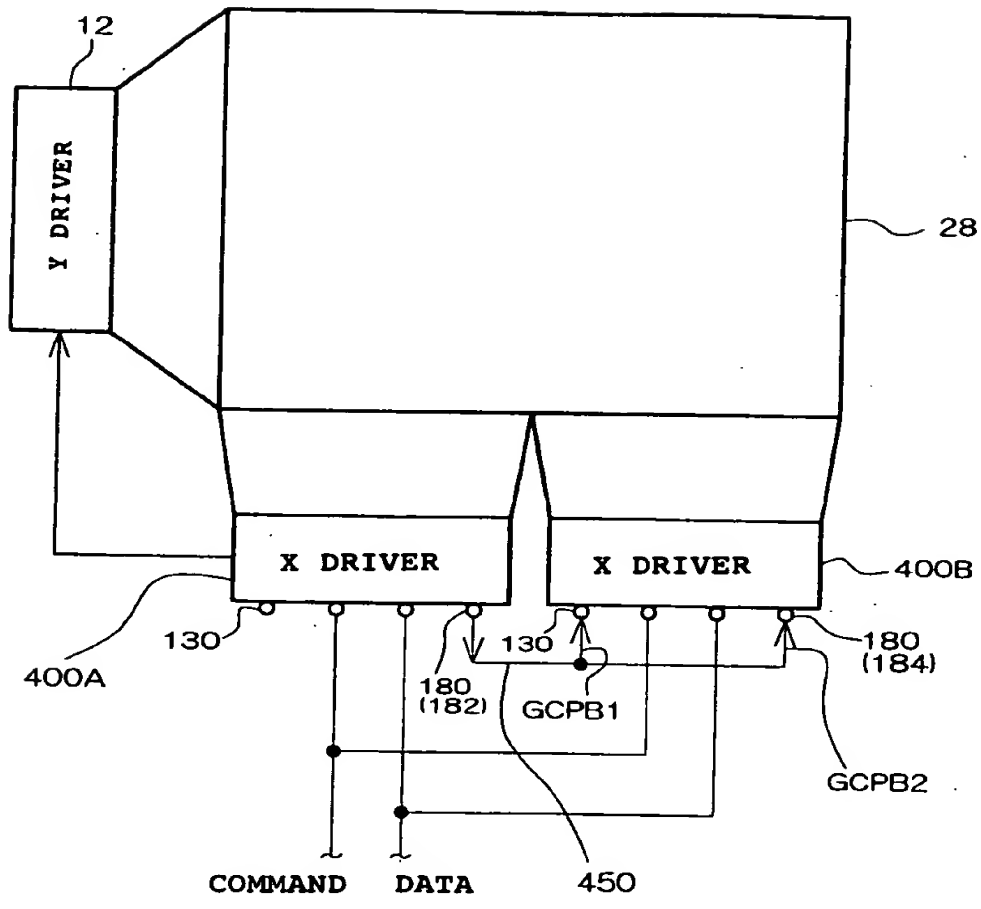 12
Y DRIVER
28
X DRIVER
X DRIVER
400B
130
130
180
(184)
400A
180
(182)
GCPB1
GCPB2
COMMAND
DATA
450